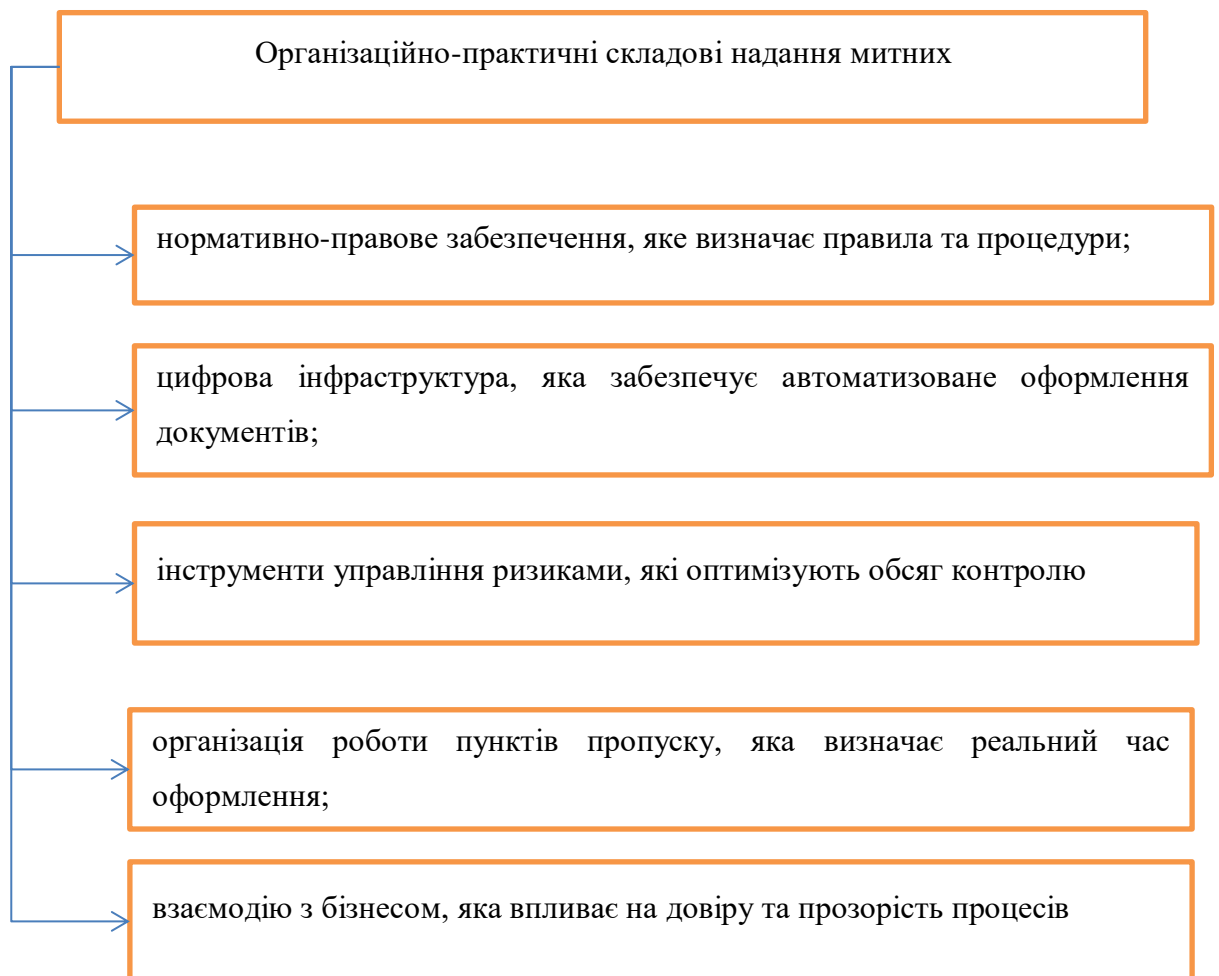 Організаційно-практичні складові надання митних
нормативно-правове забезпечення, яке визначає правила та процедури;
цифрова інфраструктура, яка забезпечує автоматизоване оформлення
документів;
інструменти управління ризиками, які оптимізують обсяг контролю
організація роботи пунктів пропуску, яка визначає реальний час
оформлення;
взаємодію з бізнесом, яка впливає на довіру та прозорість процесів